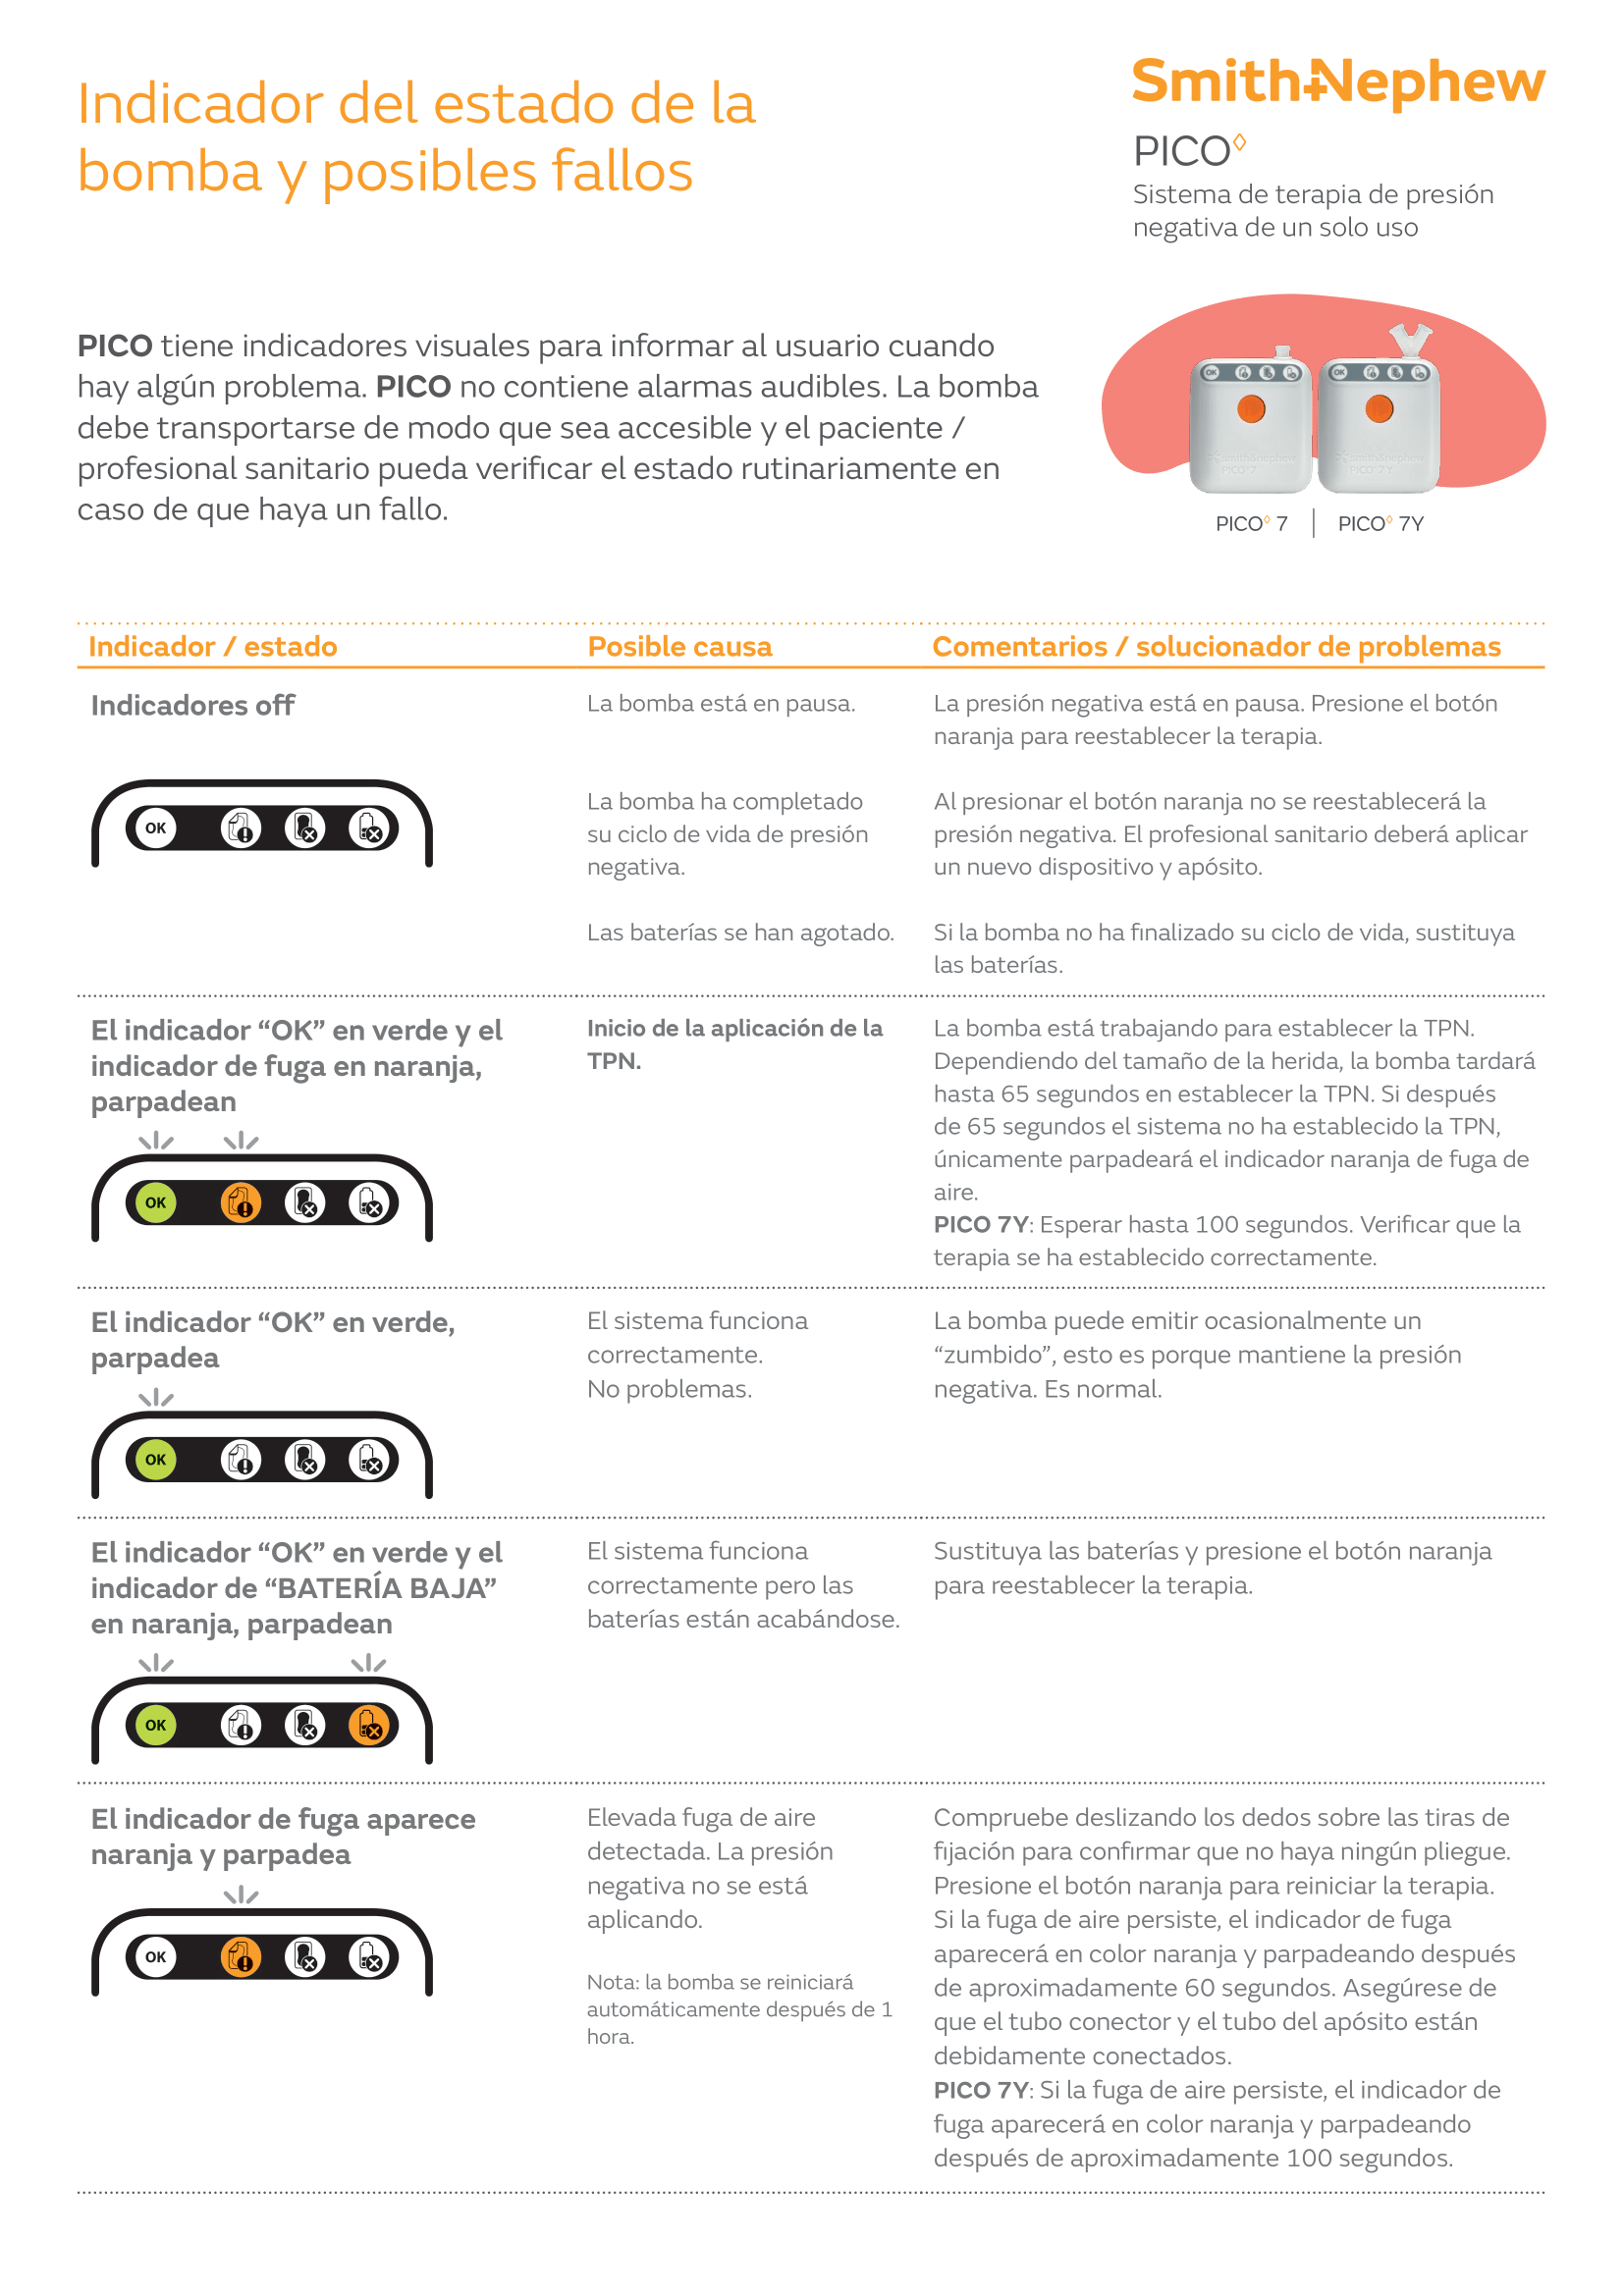 Indicador del estado de la
bomba y posibles fallos
Smith+Nephew
PICO◊
Sistema de terapia de presión
negativa de un solo uso
PICO tiene indicadores visuales para informar al usuario cuando
hay algún problema. PICO no contiene alarmas audibles. La bomba
debe transportarse de modo que sea accesible y el paciente /
profesional sanitario pueda verificar el estado rutinariamente en
caso de que haya un fallo.
OK
OK
smith&nephew
PICO◊7
smith&nephew
PICO◊7Y
PICO◊ 7 | PICO◊ 7Y
Indicador / estado
Posible causa
Comentarios / solucionador de problemas
Indicadores off
OK
La bomba está en pausa.
La presión negativa está en pausa. Presione el botón
naranja para reestablecer la terapia.
La bomba ha completado
su ciclo de vida de presión
negativa.
Al presionar el botón naranja no se reestablecerá la
presión negativa. El profesional sanitario deberá aplicar
un nuevo dispositivo y apósito.
Las baterías se han agotado.
Si la bomba no ha finalizado su ciclo de vida, sustituya
las baterías.
El indicador “OK” en verde y el
indicador de fuga en naranja,
parpadean
OK
Inicio de la aplicación de la
TPN.
La bomba está trabajando para establecer la TPN.
Dependiendo del tamaño de la herida, la bomba tardará
hasta 65 segundos en establecer la TPN. Si después
de 65 segundos el sistema no ha establecido la TPN,
únicamente parpadeará el indicador naranja de fuga de
aire.
PICO 7Y: Esperar hasta 100 segundos. Verificar que la
terapia se ha establecido correctamente.
El indicador “OK” en verde,
parpadea
OK
El sistema funciona
correctamente.
No problemas.
La bomba puede emitir ocasionalmente un
“zumbido”, esto es porque mantiene la presión
negativa. Es normal.
El indicador “OK” en verde y el
indicador de “BATERÍA BAJA”
en naranja, parpadean
OK
El sistema funciona
correctamente pero las
baterías están acabándose.
Sustituya las baterías y presione el botón naranja
para reestablecer la terapia.
El indicador de fuga aparece
naranja y parpadea
OK
Elevada fuga de aire
detectada. La presión
negativa no se está
aplicando.
Nota: la bomba se reiniciará
automáticamente después de 1
hora.
Compruebe deslizando los dedos sobre las tiras de
fijación para confirmar que no haya ningún pliegue.
Presione el botón naranja para reiniciar la terapia.
Si la fuga de aire persiste, el indicador de fuga
aparecerá en color naranja y parpadeando después
de aproximadamente 60 segundos. Asegúrese de
que el tubo conector y el tubo del apósito están
debidamente conectados.
PICO 7Y: Si la fuga de aire persiste, el indicador de
fuga aparecerá en color naranja y parpadeando
después de aproximadamente 100 segundos.